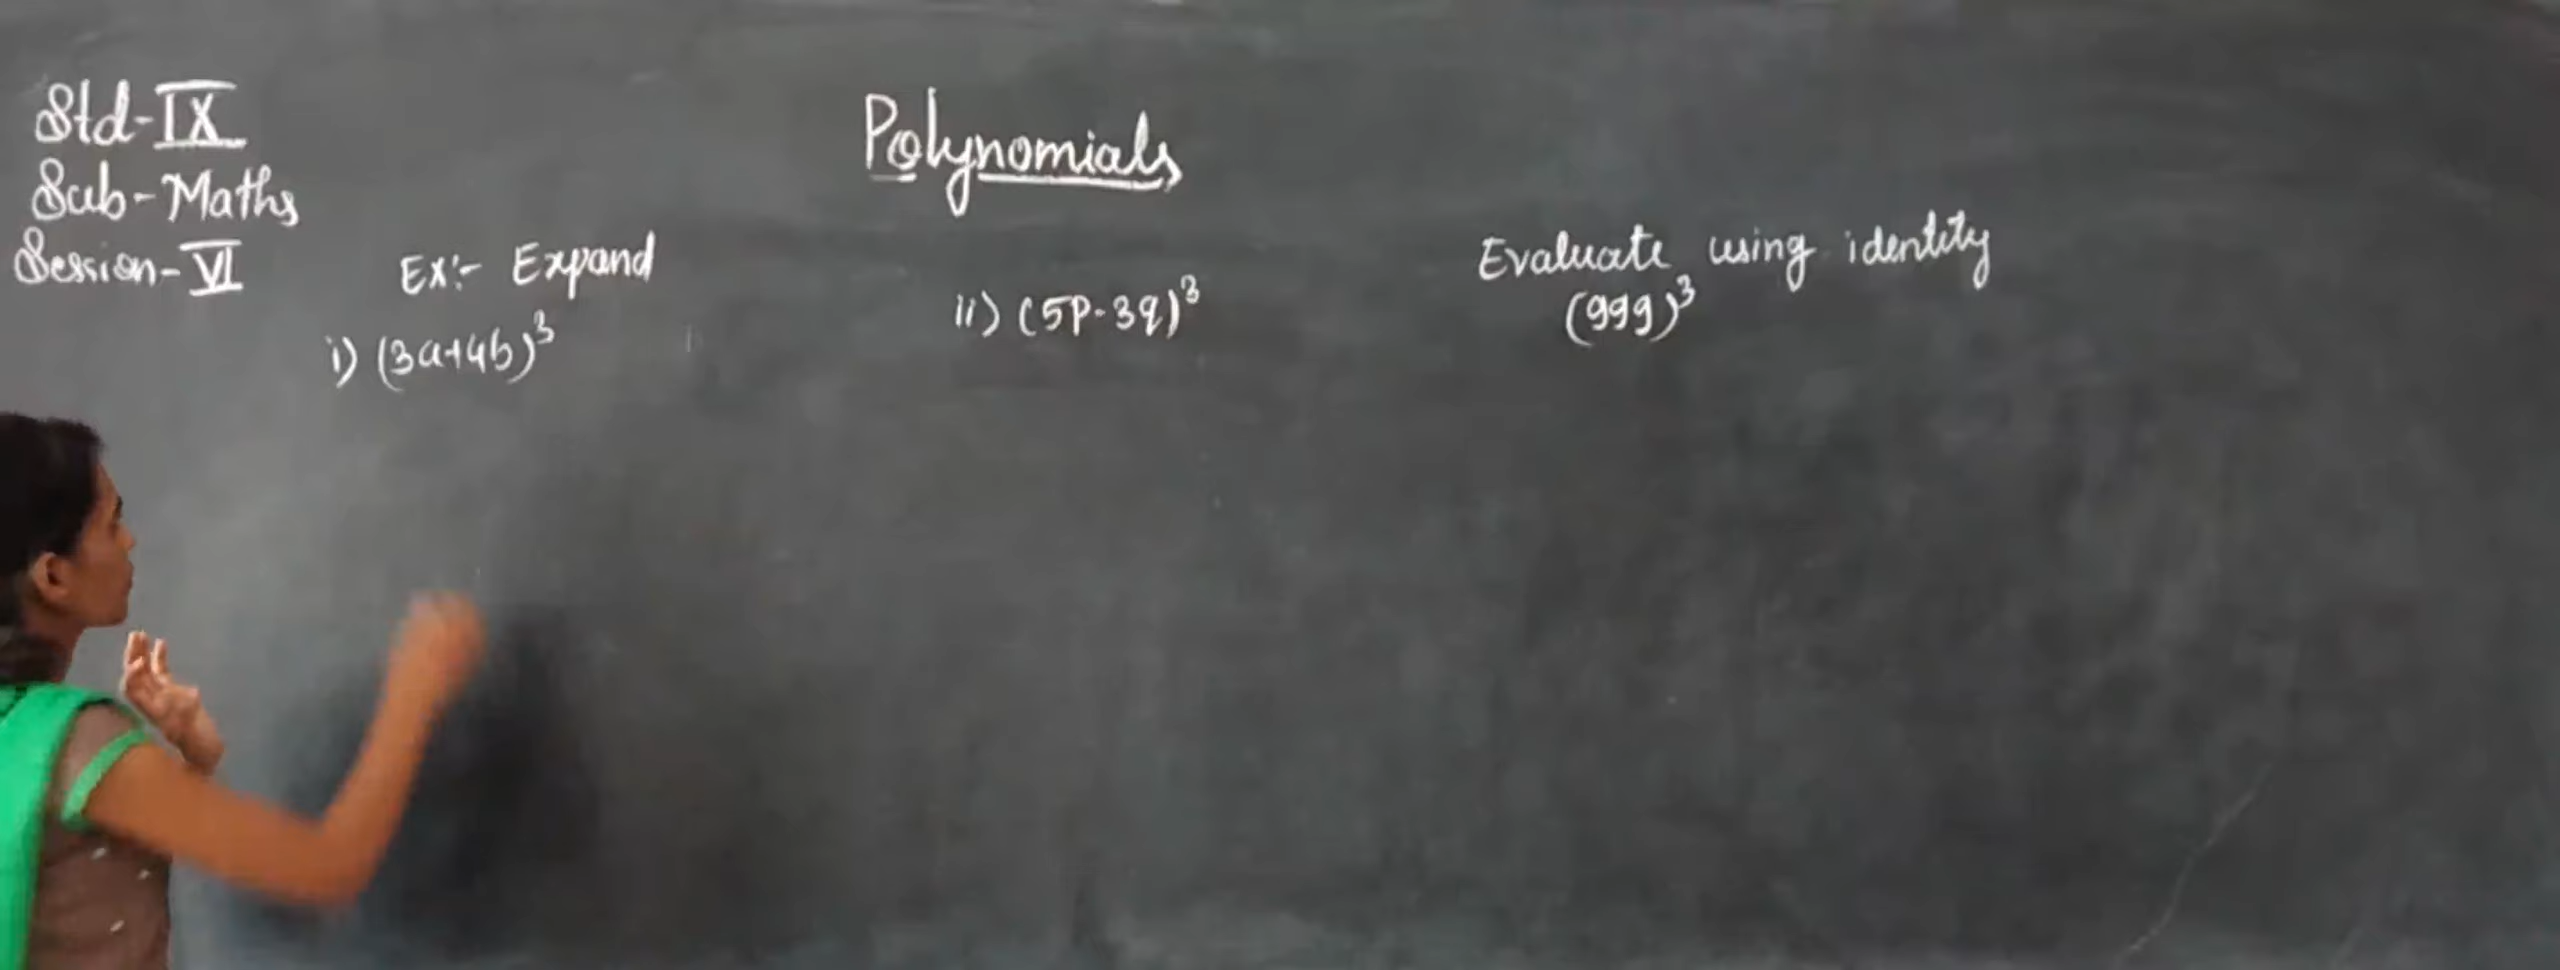 Std-IX
Sub-Maths
Session-VI
Polynomials
Ex:- Expand
i) (3a+4b)³
ii) (5p-3q)³
Evaluate using identity
(999)³